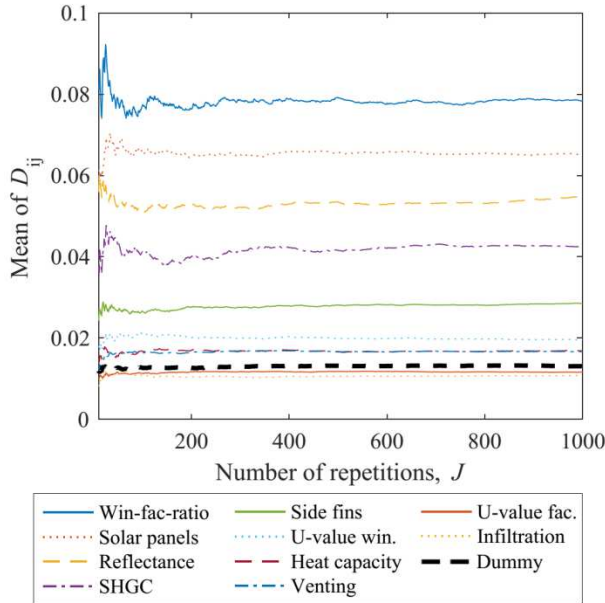 0.1
0.08
0.06
0.04
0.02
0
Mean of D_ij
200 400 600 800 1000
Number of repetitions, J
Win-fac-ratio Side fins U-value fac.
Solar panels U-value win. Infiltration
Reflectance Heat capacity Dummy
SHGC Venting